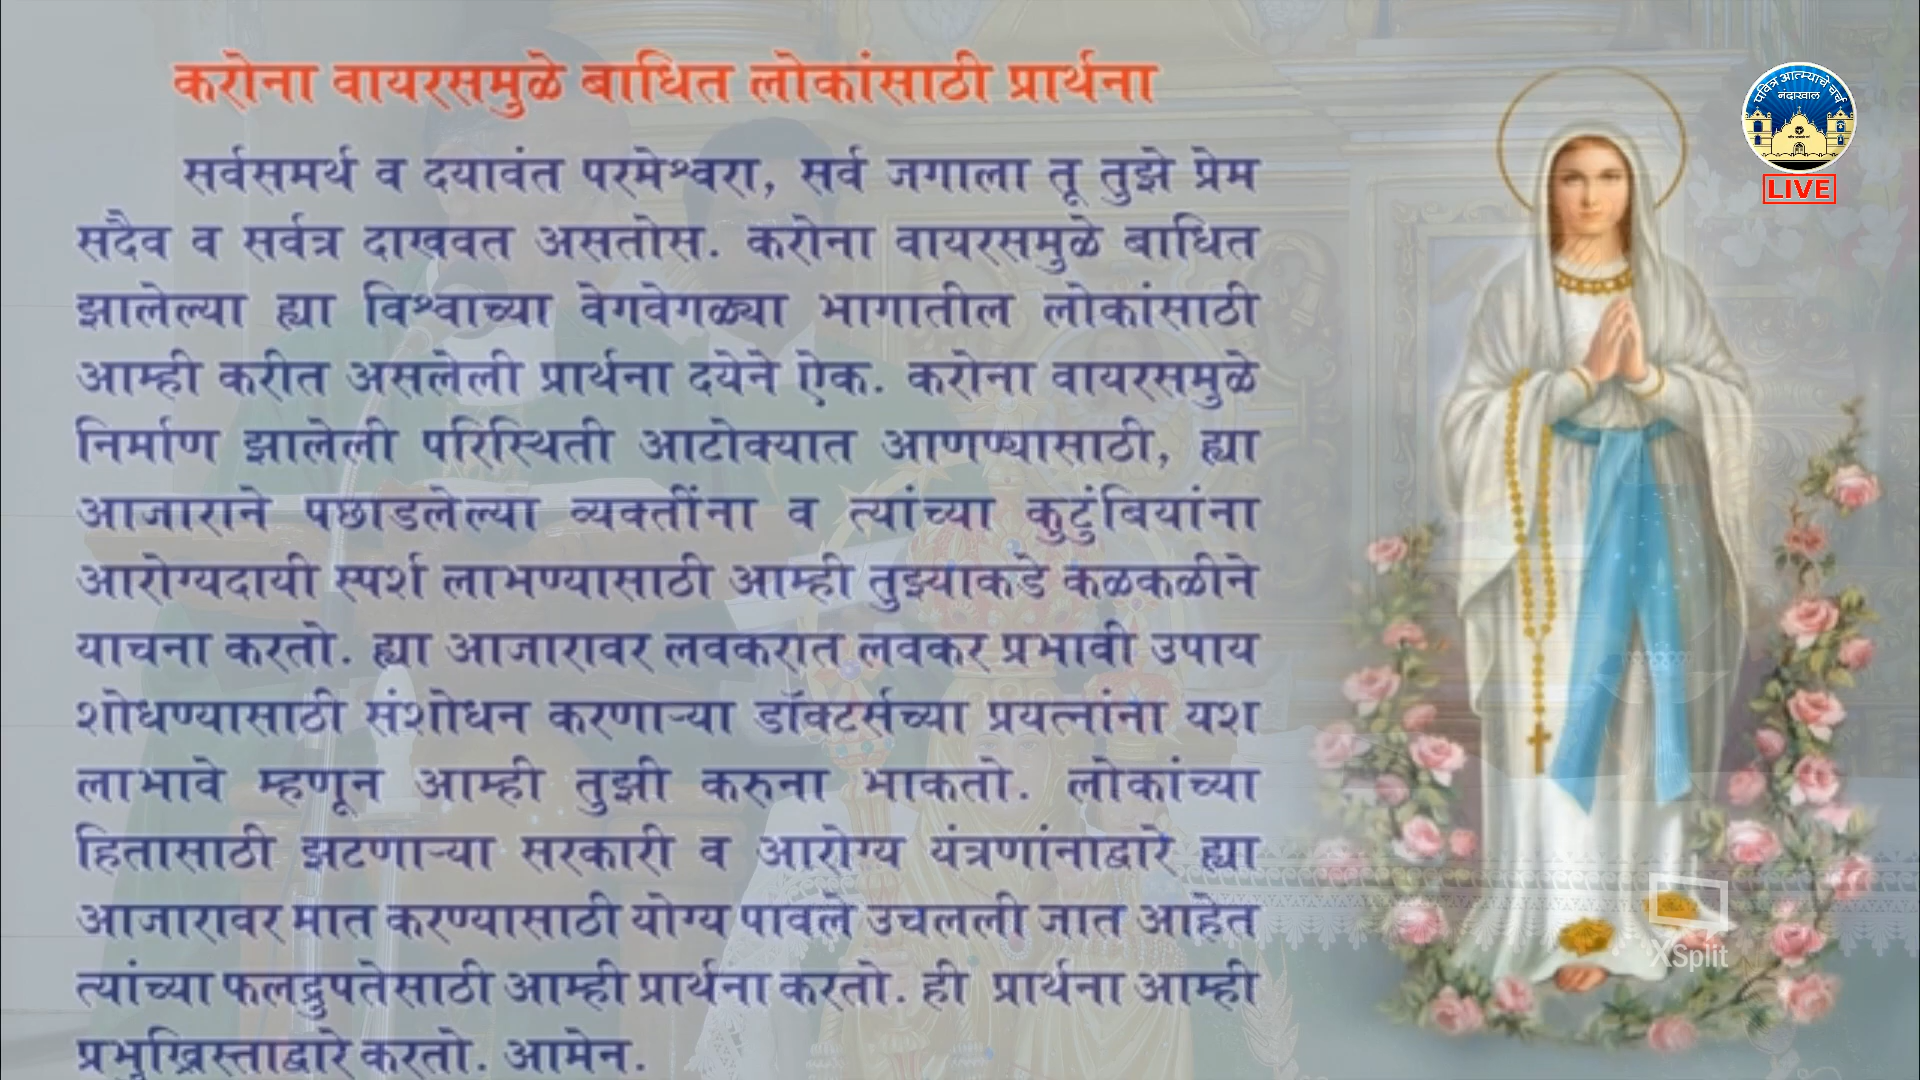 करोना वायरसमुळे बाधित लोकांसाठी प्रार्थना
सर्वसमर्थ व दयावंत परमेश्वरा, सर्व जगाला तू तुझे प्रेम
सदैव व सर्वत्र दाखवत असतोस. करोना वायरसमुळे बाधित
झालेल्या ह्या विश्वाच्या वेगवेगळ्या भागातील लोकांसाठी
आम्ही करीत असलेली प्रार्थना दयेने ऐक. करोना वायरसमुळे
निर्माण झालेली परिस्थिती आटोक्यात आणण्यासाठी, ह्या
आजाराने पछाडलेल्या व्यक्तींना व त्यांच्या कुटुंबियांना
आरोग्यदायी स्पर्श लाभण्यासाठी आम्ही तुझ्याकडे कळकळीने
याचना करतो. ह्या आजारावर लवकरात लवकर प्रभावी उपाय
शोधण्यासाठी संशोधन करणाऱ्या डॉक्टर्सच्या प्रयत्नांना यश
लाभावे म्हणून आम्ही तुझी करुना भाकतो. लोकांच्या
हितासाठी झटणाऱ्या सरकारी व आरोग्य यंत्रणांनाद्वारे ह्या
आजारावर मात करण्यासाठी योग्य पावले उचलली जात आहेत
त्यांच्या फलद्रुपतेसाठी आम्ही प्रार्थना करतो. ही प्रार्थना आम्ही
प्रभुख्रिस्ताद्वारे करतो. आमेन.
पवित्र आत्म्याचे चर्च
नंदाखाल
LIVE
XSplit